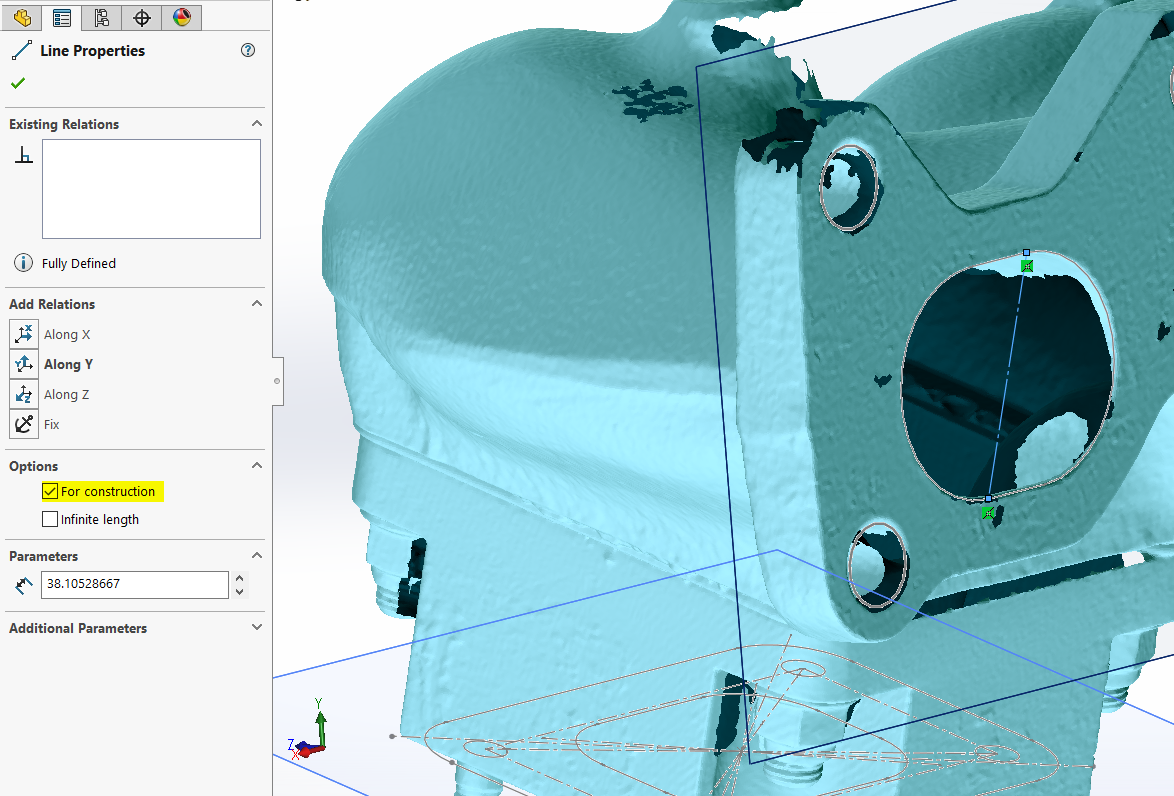 Line Properties
Existing Relations
Fully Defined
Add Relations
Along X
Along Y
Along Z
Fix
Options
For construction
Infinite length
Parameters
38.10528667
Additional Parameters
Y
Z
X